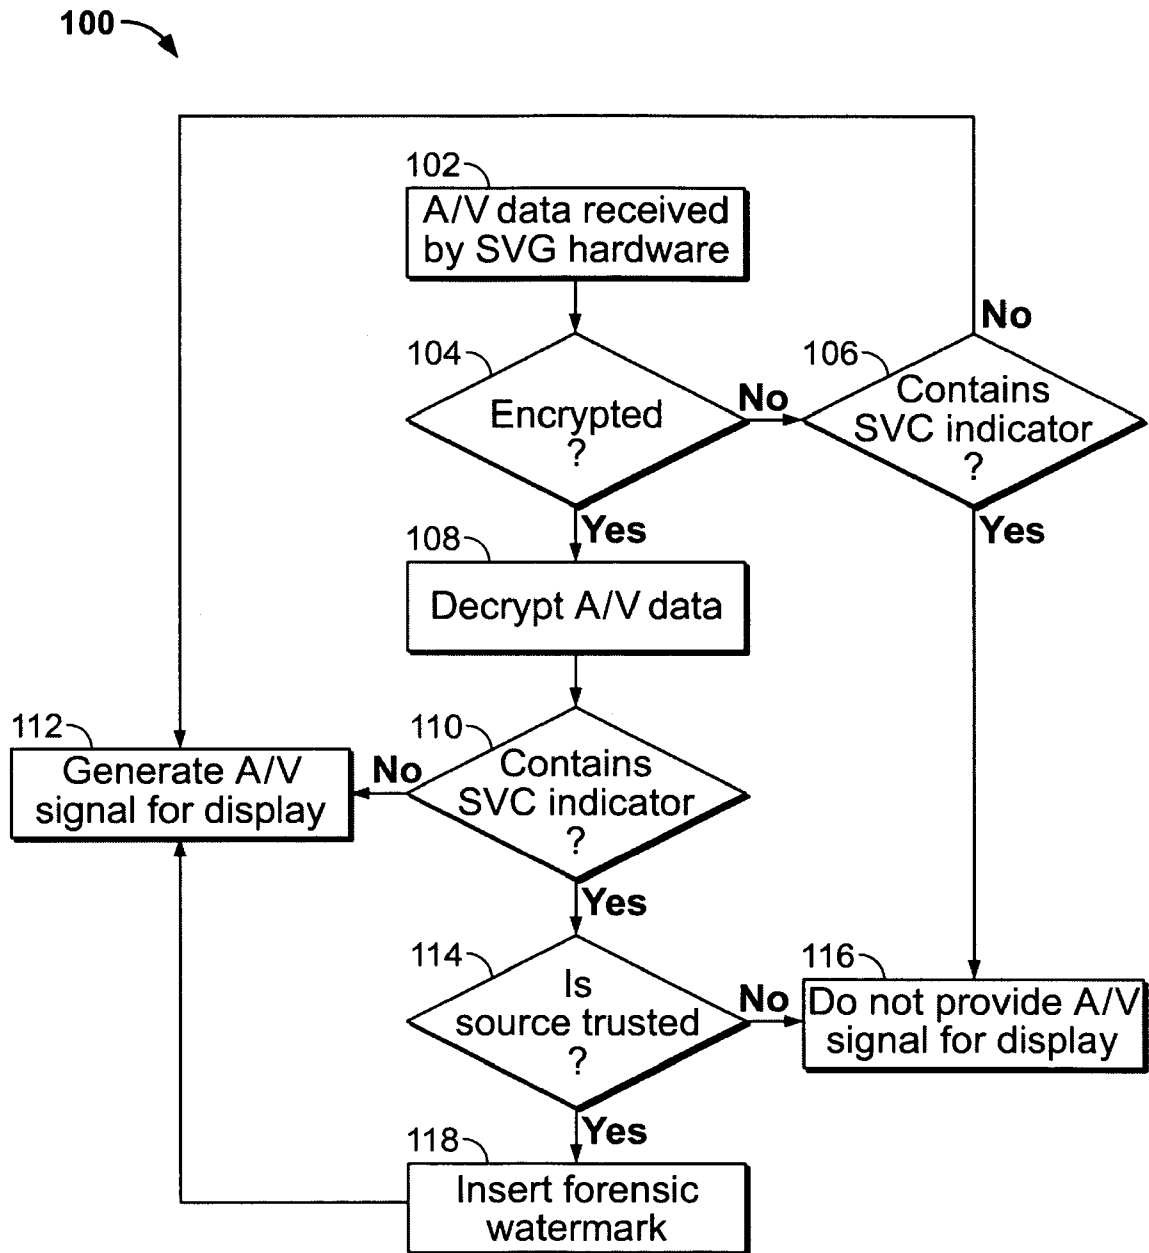 100
102
A/V data received
by SVG hardware
104
Encrypted
?
No
106
No
Contains
SVC indicator
?
Yes
Yes
108
Decrypt A/V data
110
Contains
SVC indicator
?
No
112
Generate A/V
signal for display
Yes
114
Is
source trusted
?
No
116
Do not provide A/V
signal for display
Yes
118
Insert forensic
watermark